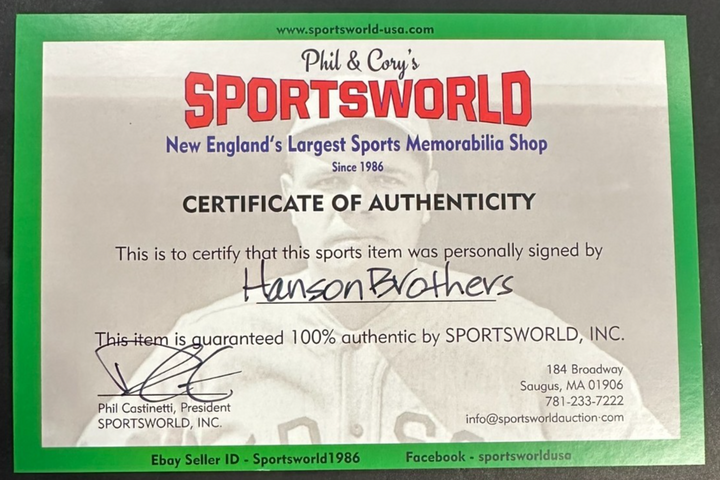 www.sportsworld-usa.com
Phil & Cory's
SPORTSWORLD
New England's Largest Sports Memorabilia Shop
Since 1986
CERTIFICATE OF AUTHENTICITY
This is to certify that this sports item was personally signed by
Hanson Brothers
This item is guaranteed 100% authentic by SPORTSWORLD, INC.
Phil Castinetti, President
SPORTSWORLD, INC.
184 Broadway
Saugus, MA 01906
781-233-7222
info@sportsworldauction.com
Ebay Seller ID - Sportsworld1986 Facebook - sportsworldusa